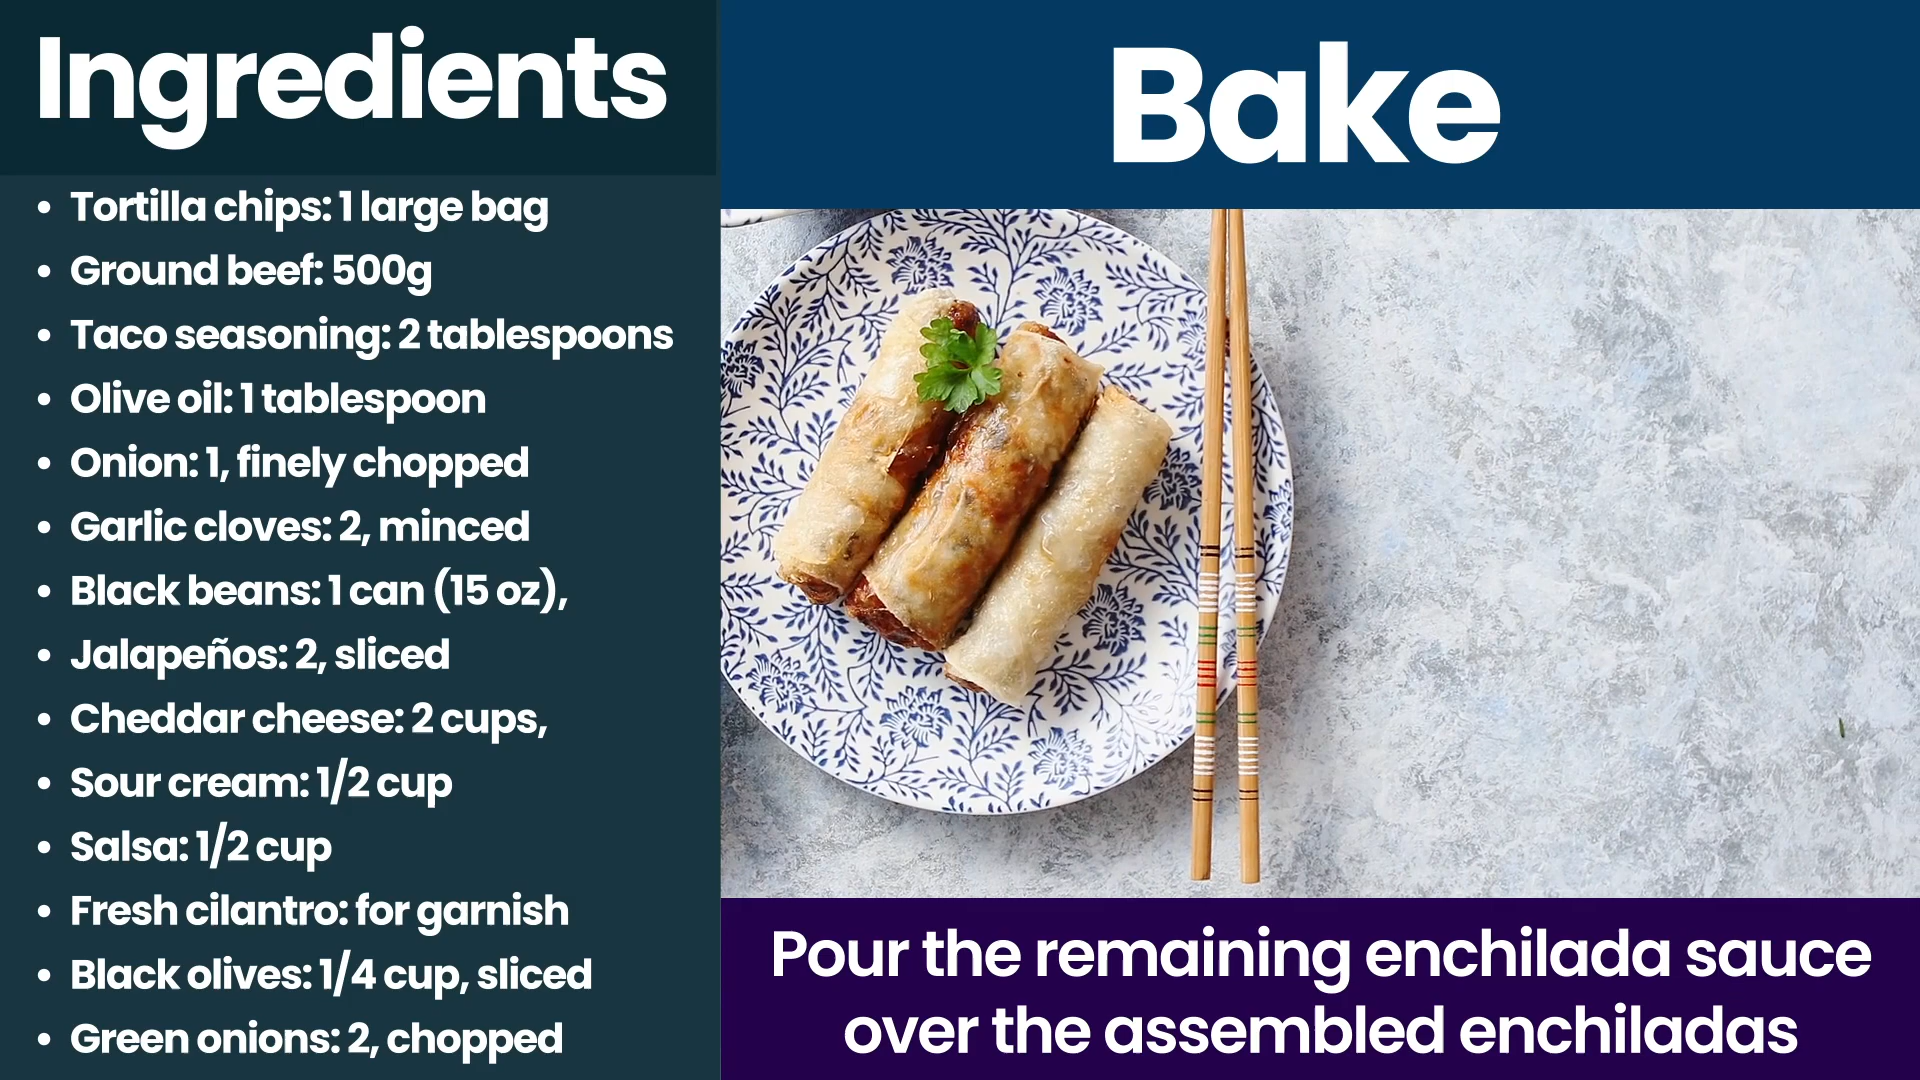 Ingredients
• Tortilla chips: 1 large bag
• Ground beef: 500g
• Taco seasoning: 2 tablespoons
• Olive oil: 1 tablespoon
• Onion: 1, finely chopped
• Garlic cloves: 2, minced
• Black beans: 1 can (15 oz),
• Jalapeños: 2, sliced
• Cheddar cheese: 2 cups,
• Sour cream: 1/2 cup
• Salsa: 1/2 cup
• Fresh cilantro: for garnish
• Black olives: 1/4 cup, sliced
• Green onions: 2, chopped
Bake
Pour the remaining enchilada sauce
over the assembled enchiladas